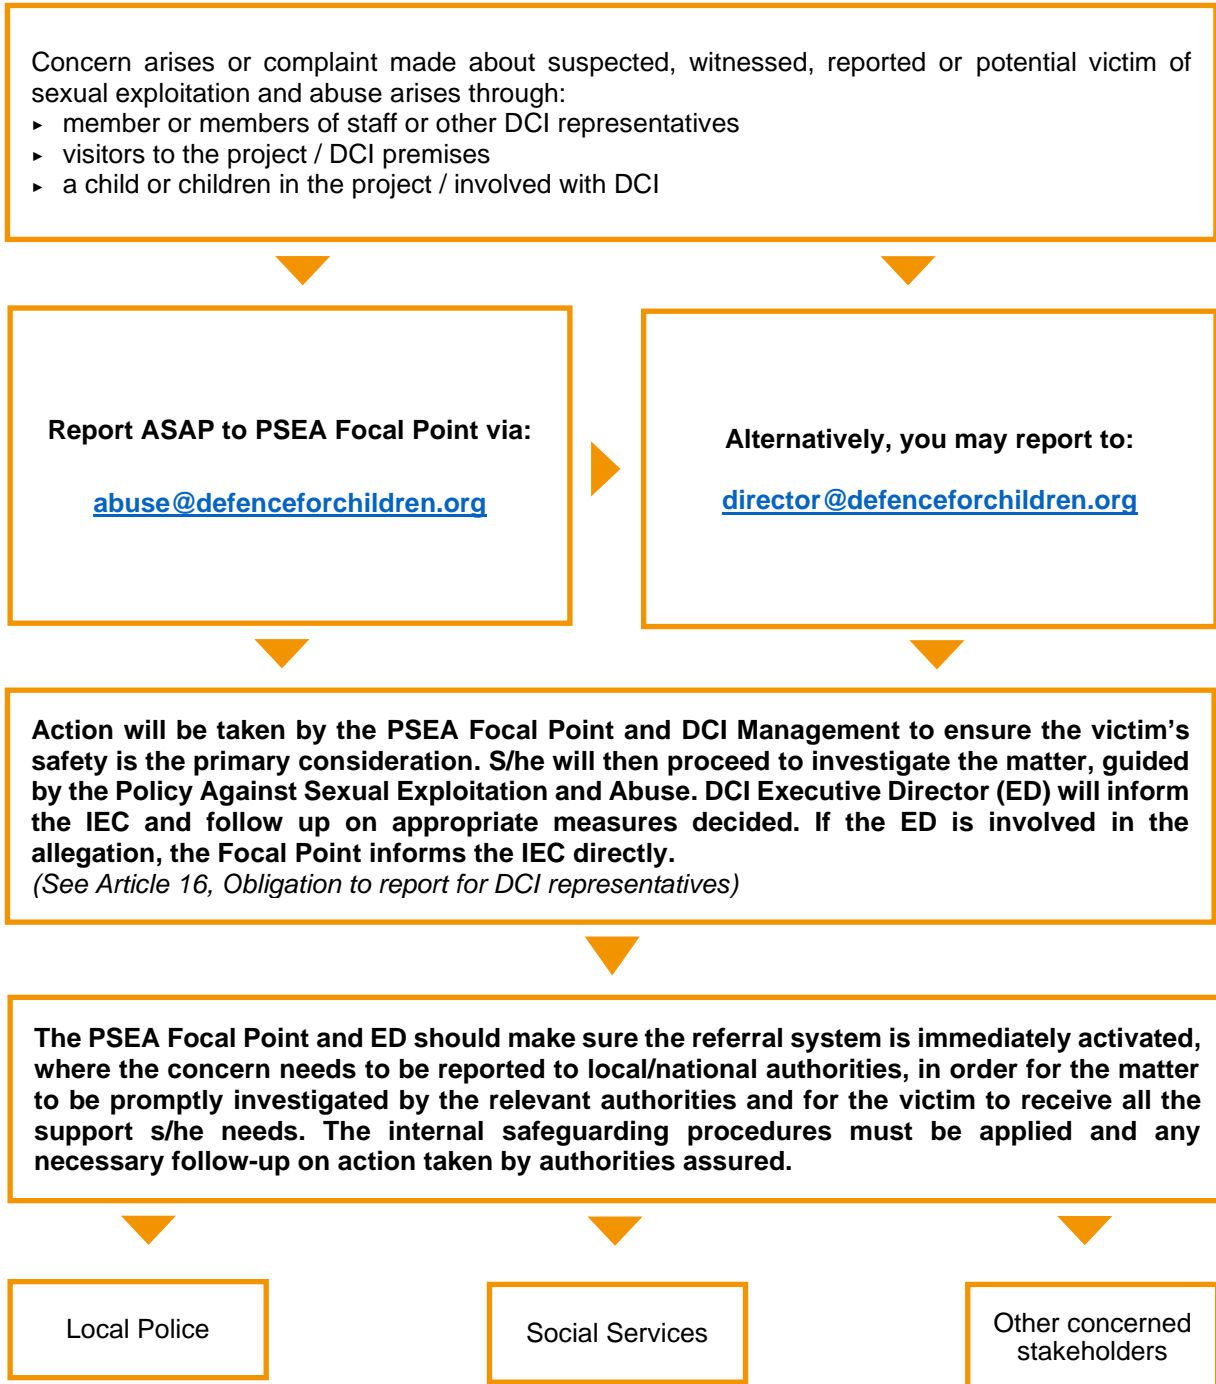 Concern arises or complaint made about suspected, witnessed, reported or potential victim of
sexual exploitation and abuse arises through:
► member or members of staff or other DCI representatives
► visitors to the project / DCI premises
► a child or children in the project / involved with DCI
Report ASAP to PSEA Focal Point via:
abuse@defenceforchildren.org
Alternatively, you may report to:
director@defenceforchildren.org
Action will be taken by the PSEA Focal Point and DCI Management to ensure the victim's
safety is the primary consideration. S/he will then proceed to investigate the matter, guided
by the Policy Against Sexual Exploitation and Abuse. DCI Executive Director (ED) will inform
the IEC and follow up on appropriate measures decided. If the ED is involved in the
allegation, the Focal Point informs the IEC directly.
(See Article 16, Obligation to report for DCI representatives)
The PSEA Focal Point and ED should make sure the referral system is immediately activated,
where the concern needs to be reported to local/national authorities, in order for the matter
to be promptly investigated by the relevant authorities and for the victim to receive all the
support s/he needs. The internal safeguarding procedures must be applied and any
necessary follow-up on action taken by authorities assured.
Local Police
Social Services
Other concerned
stakeholders